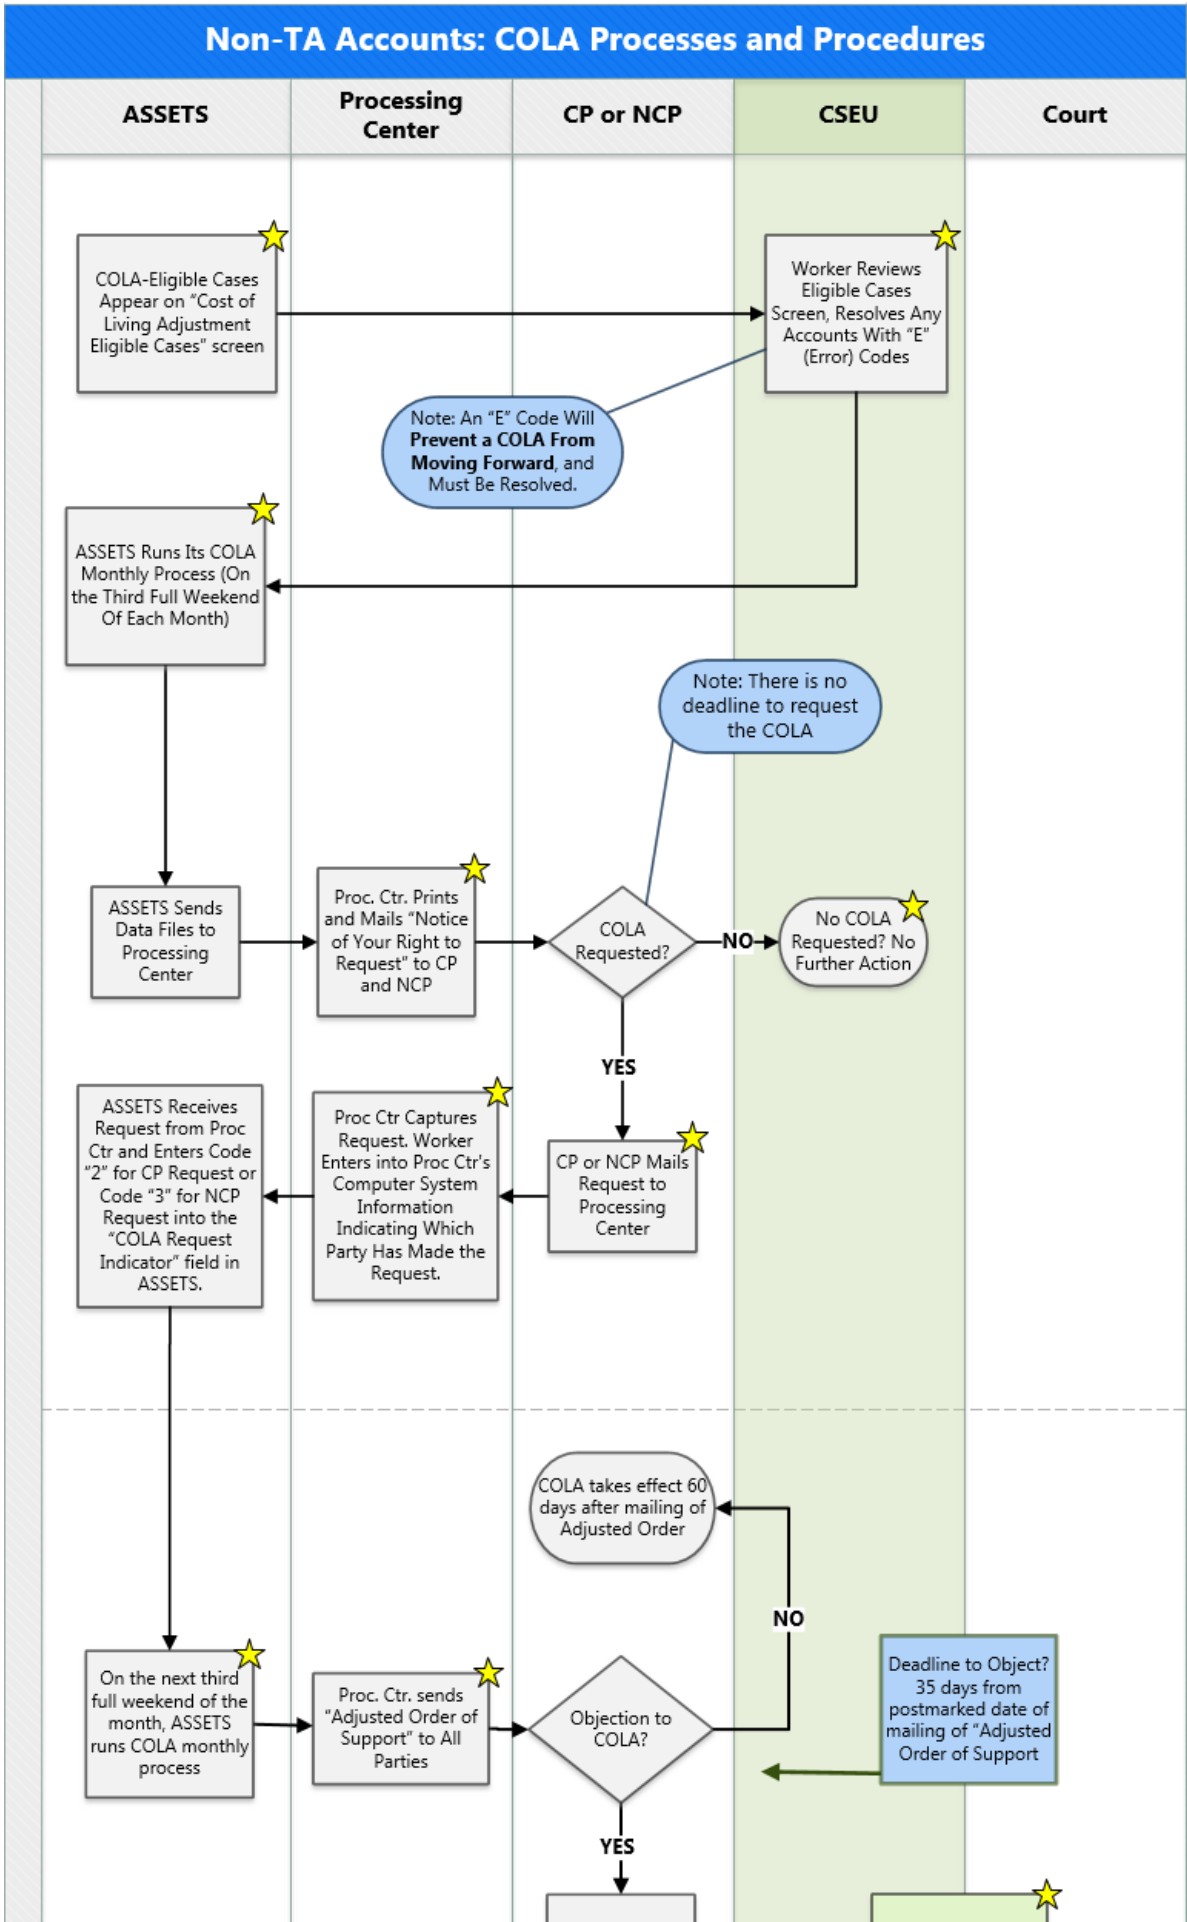 Non-TA Accounts: COLA Processes and Procedures
ASSETS
Processing
Center
CP or NCP
CSEU
Court
COLA-Eligible Cases
Appear on “Cost of
Living Adjustment
Eligible Cases” screen
Worker Reviews
Eligible Cases
Screen, Resolves Any
Accounts With “E”
(Error) Codes
Note: An “E” Code Will
Prevent a COLA From
Moving Forward, and
Must Be Resolved.
ASSETS Runs Its COLA
Monthly Process (On
the Third Full Weekend
Of Each Month)
Note: There is no
deadline to request
the COLA
ASSETS Sends
Data Files to
Processing
Center
Proc. Ctr. Prints
and Mails “Notice
of Your Right to
Request” to CP
and NCP
COLA
Requested?
NO
No COLA
Requested? No
Further Action
YES
CP or NCP Mails
Request to
Processing
Center
Proc Ctr Captures
Request. Worker
Enters into Proc Ctr's
Computer System
Information
Indicating Which
Party Has Made the
Request.
ASSETS Receives
Request from Proc
Ctr and Enters Code
“2” for CP Request or
Code “3” for NCP
Request into the
“COLA Request
Indicator” field in
ASSETS.
COLA takes effect 60
days after mailing of
Adjusted Order
NO
On the next third
full weekend of the
month, ASSETS
runs COLA monthly
process
Proc. Ctr. sends
“Adjusted Order of
Support” to All
Parties
Objection to
COLA?
Deadline to Object?
35 days from
postmarked date of
mailing of “Adjusted
Order of Support
YES